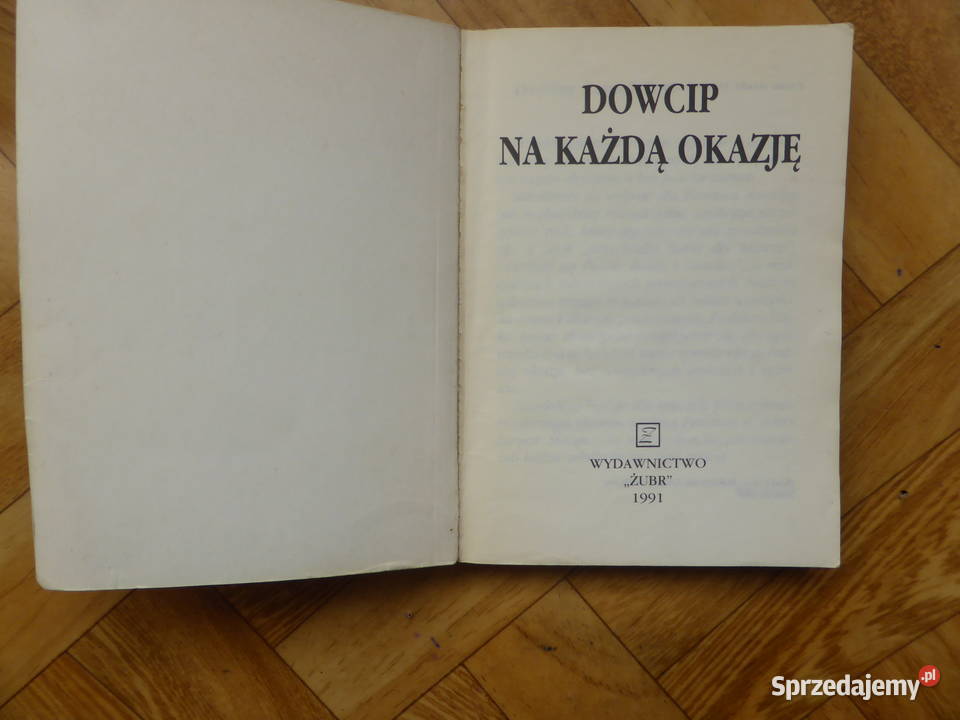 DOWCIP
NA KAŻDĄ OKAZJĘ
WYDAWNICTWO
„ŻUBR”
1991
Sprzedajemy.pl